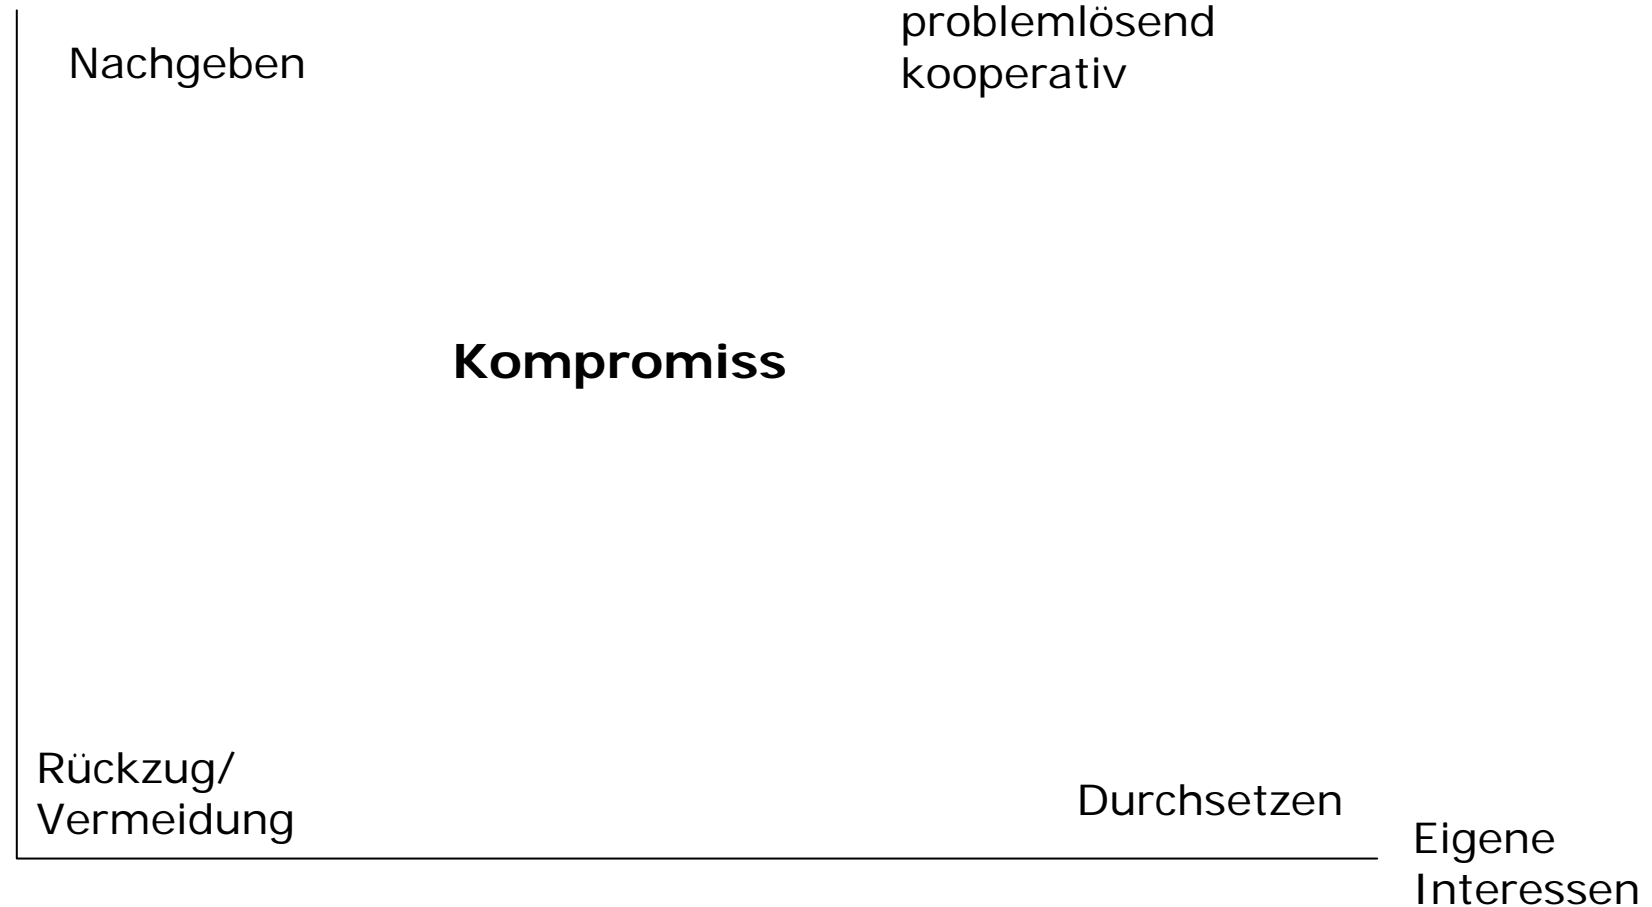 problemlösend
kooperativ
Nachgeben
Kompromiss
Rückzug/
Vermeidung
Durchsetzen
Eigene
Interessen